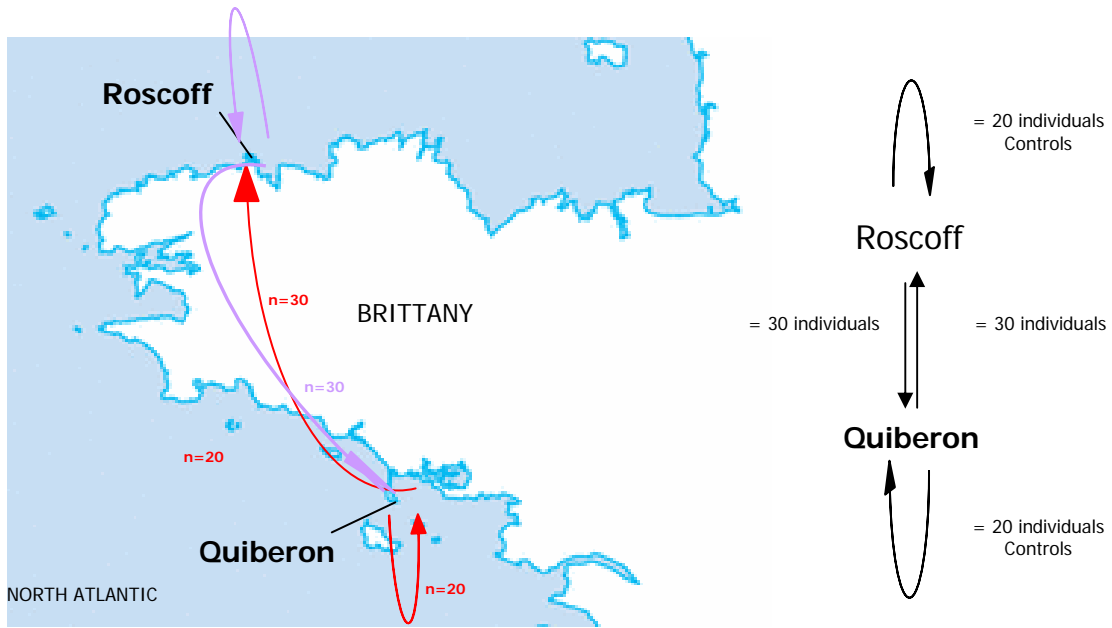 Roscoff
n=30
BRITTANY
n=30
n=20
Quiberon
n=20
NORTH ATLANTIC
= 20 individuals
Controls
Roscoff
= 30 individuals
= 30 individuals
Quiberon
= 20 individuals
Controls